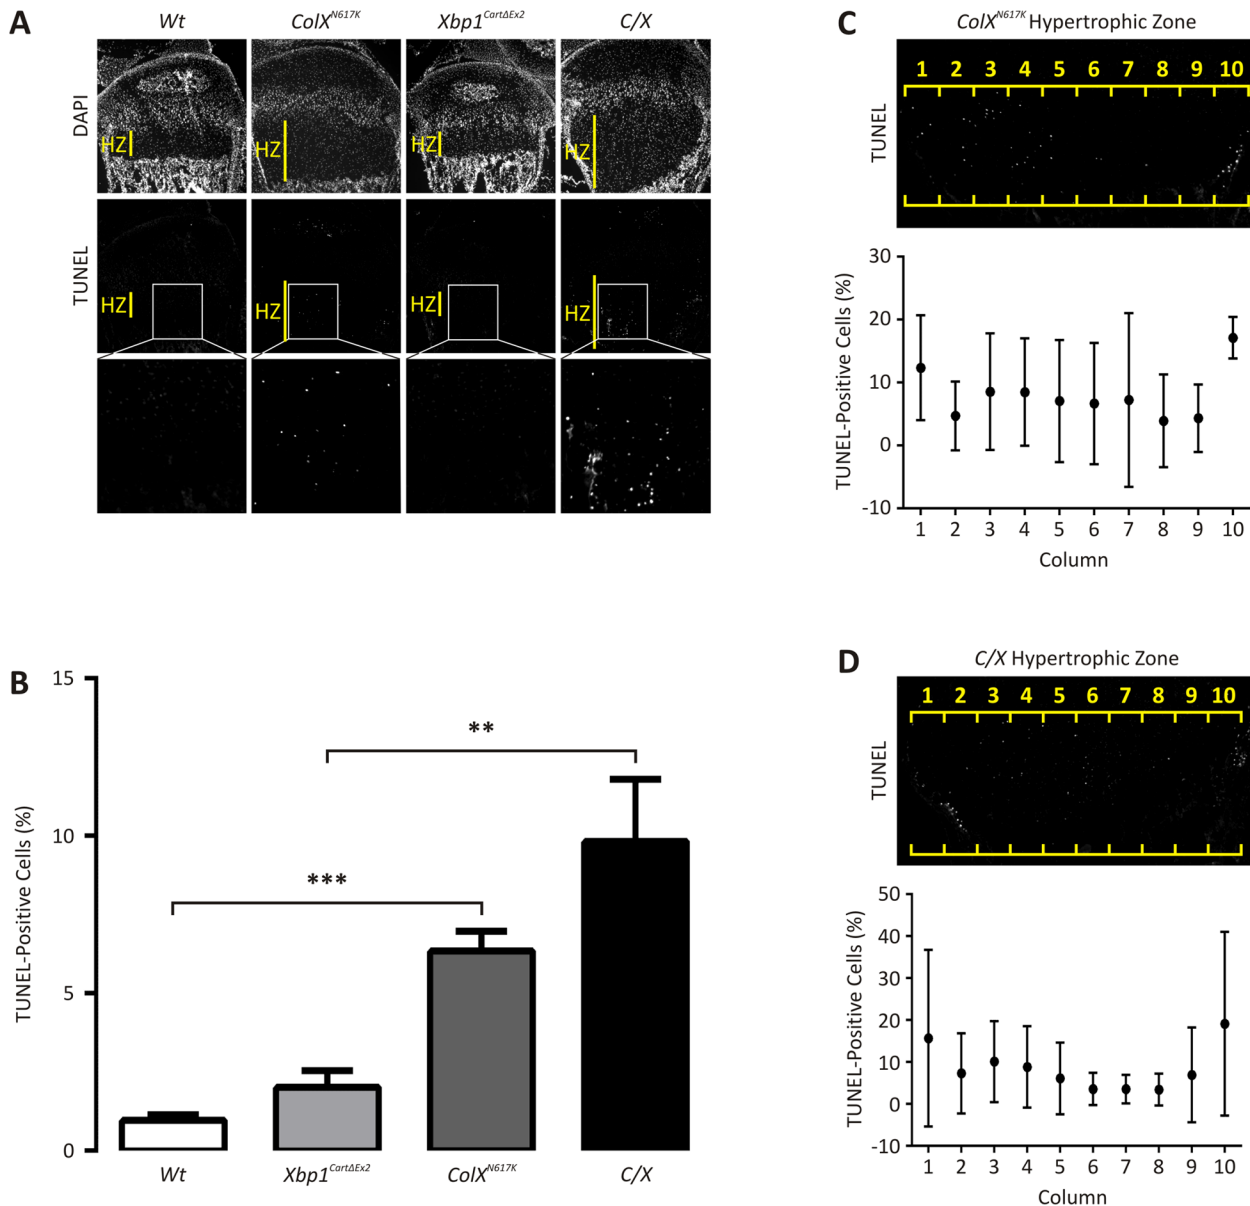 A
Wt ColX^N617K Xbp1^CartΔEx2 C/X
DAPI
HZ HZ HZ HZ
TUNEL
HZ HZ HZ HZ
B
15
10
5
0
TUNEL-Positive Cells (%)
***
**
Wt Xbp1^CartΔEx2 ColX^N617K C/X
C
ColX^N617K Hypertrophic Zone
1 2 3 4 5 6 7 8 9 10
TUNEL
30
20
10
0
-10
TUNEL-Positive Cells (%)
1 2 3 4 5 6 7 8 9 10
Column
D
C/X Hypertrophic Zone
1 2 3 4 5 6 7 8 9 10
TUNEL
50
40
30
20
10
0
-10
TUNEL-Positive Cells (%)
1 2 3 4 5 6 7 8 9 10
Column